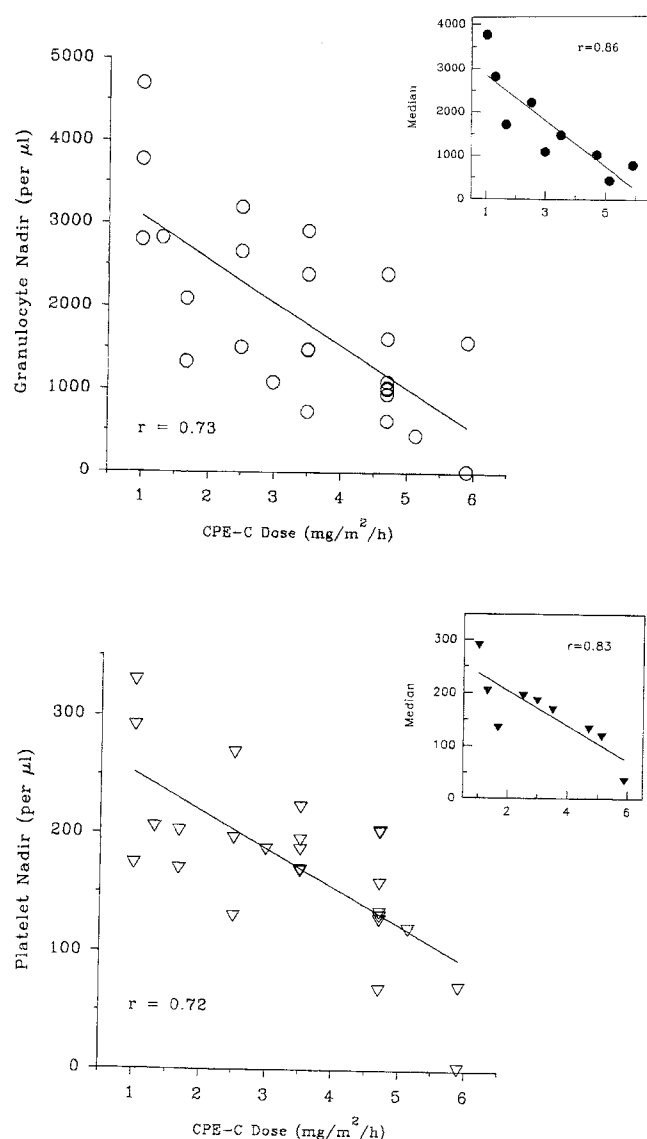 5000
4000
3000
2000
1000
0
Granulocyte Nadir (per µl)
r = 0.73
1 2 3 4 5 6
CPE-C Dose (mg/m²/h)
4000
3000
2000
1000
0
Median
r=0.86
1 3 5
300
200
100
0
Platelet Nadir (per µl)
r = 0.72
1 2 3 4 5 6
CPE-C Dose (mg/m²/h)
300
200
100
0
Median
r=0.83
2 4 6